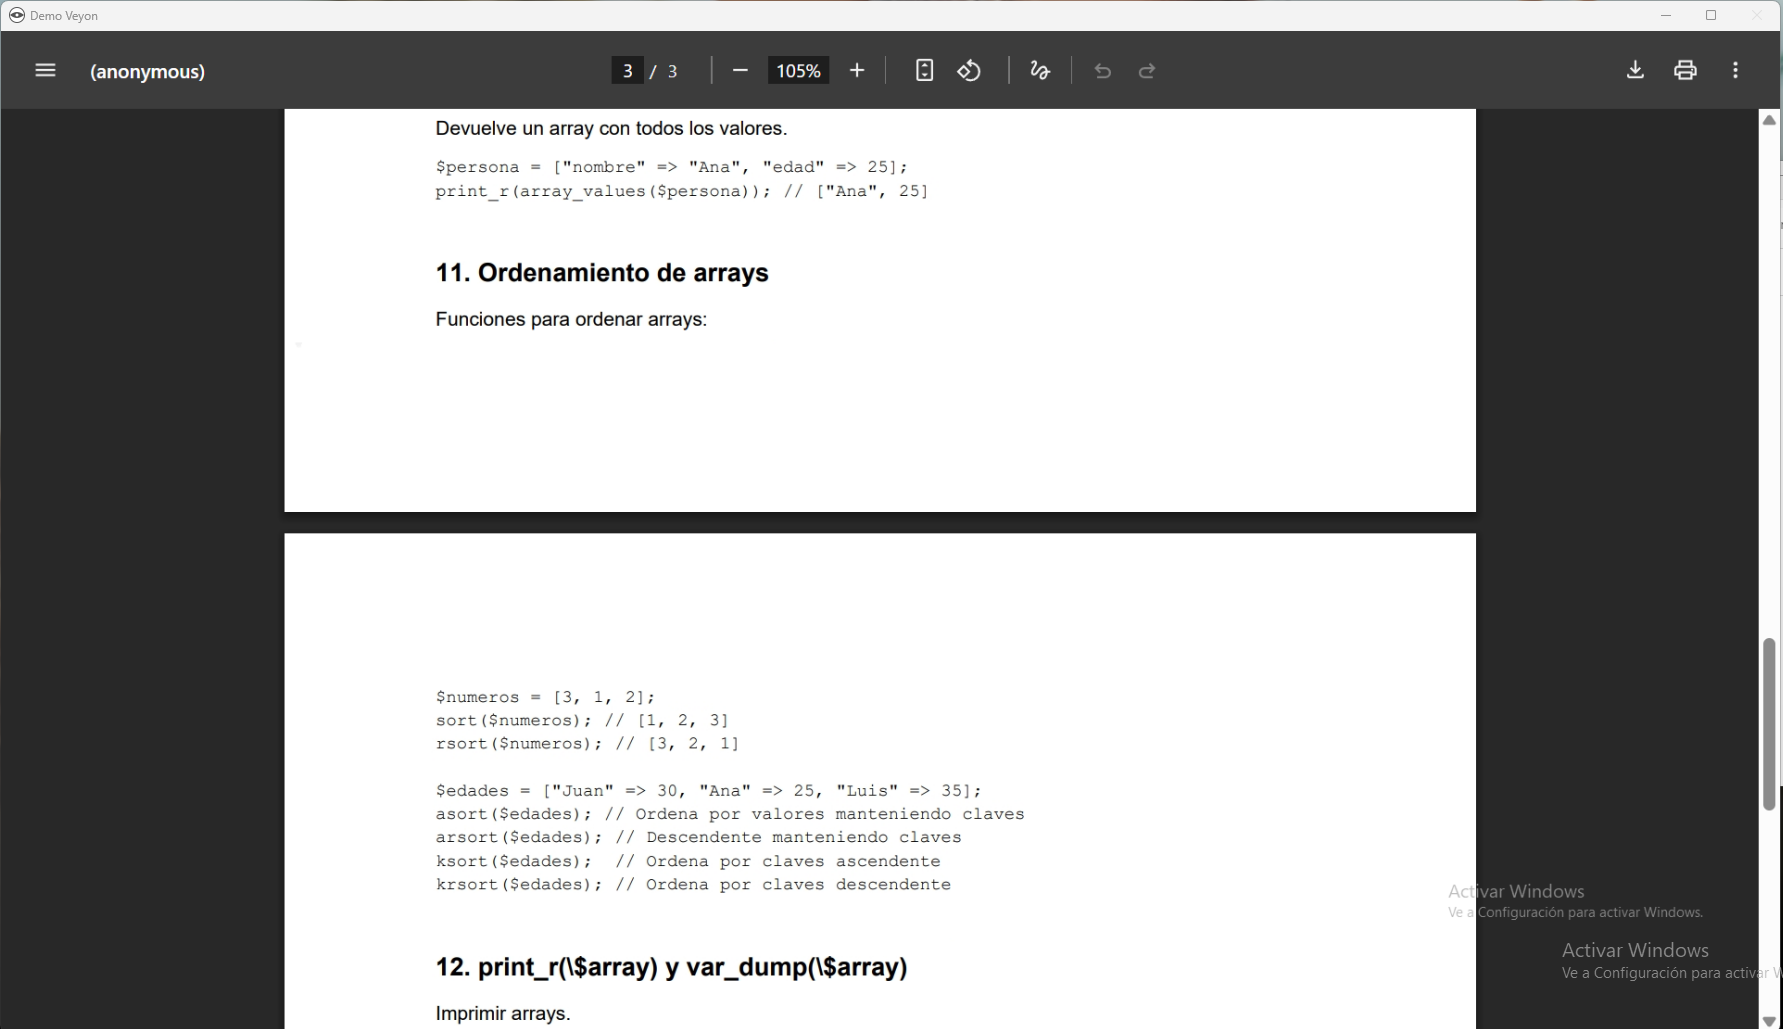 Demo Veyon
(anonymous)
3 / 3
105%
Devuelve un array con todos los valores.
$persona = ["nombre" => "Ana", "edad" => 25];
print_r(array_values($persona)); // ["Ana", 25]
11. Ordenamiento de arrays
Funciones para ordenar arrays:
$numeros = [3, 1, 2];
sort($numeros); // [1, 2, 3]
rsort($numeros); // [3, 2, 1]
$edades = ["Juan" => 30, "Ana" => 25, "Luis" => 35];
asort($edades); // Ordena por valores manteniendo claves
arsort($edades); // Descendente manteniendo claves
ksort($edades);  // Ordena por claves ascendente
krsort($edades); // Ordena por claves descendente
Activar Windows
Ve a Configuración para activar Windows.
Activar Windows
Ve a Configuración para activar W
12. print_r(\$array) y var_dump(\$array)
Imprimir arrays.